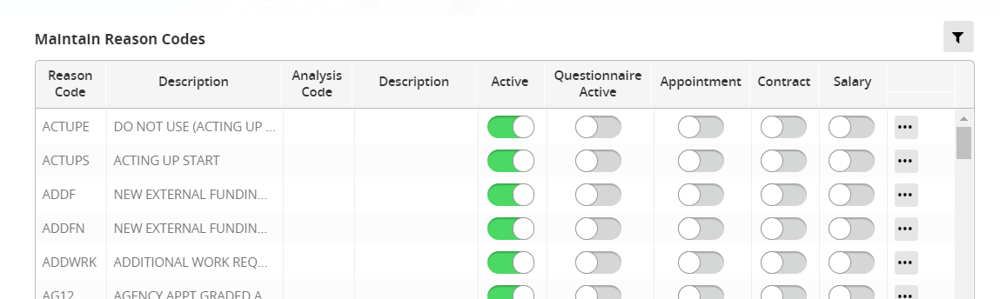 Maintain Reason Codes
Reason Code Description Analysis Code Description Active Questionnaire Active Appointment Contract Salary
ACTUPE DO NOT USE (ACTING UP ...
ACTUPS ACTING UP START
ADDF NEW EXTERNAL FUNDIN...
ADDFN NEW EXTERNAL FUNDIN...
ADDWRK ADDITIONAL WORK REQ...
AG12 AGENCY APPT GRADED A